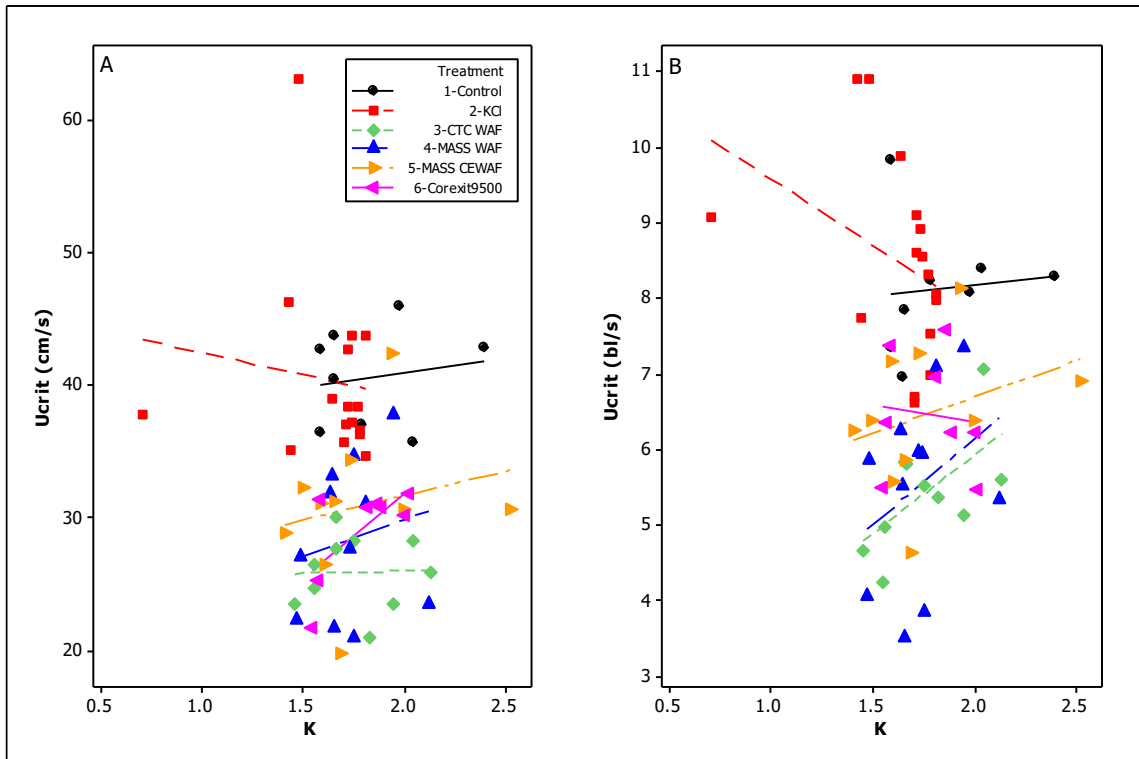 A
Treatment
1-Control
2-KCl
3-CTC WAF
4-MASS WAF
5-MASS CEWAF
6-Corexit9500
60
50
40
30
20
Ucrit (cm/s)
0.5 1.0 1.5 2.0 2.5
K
B
11
10
9
8
7
6
5
4
3
Ucrit (bl/s)
0.5 1.0 1.5 2.0 2.5
K